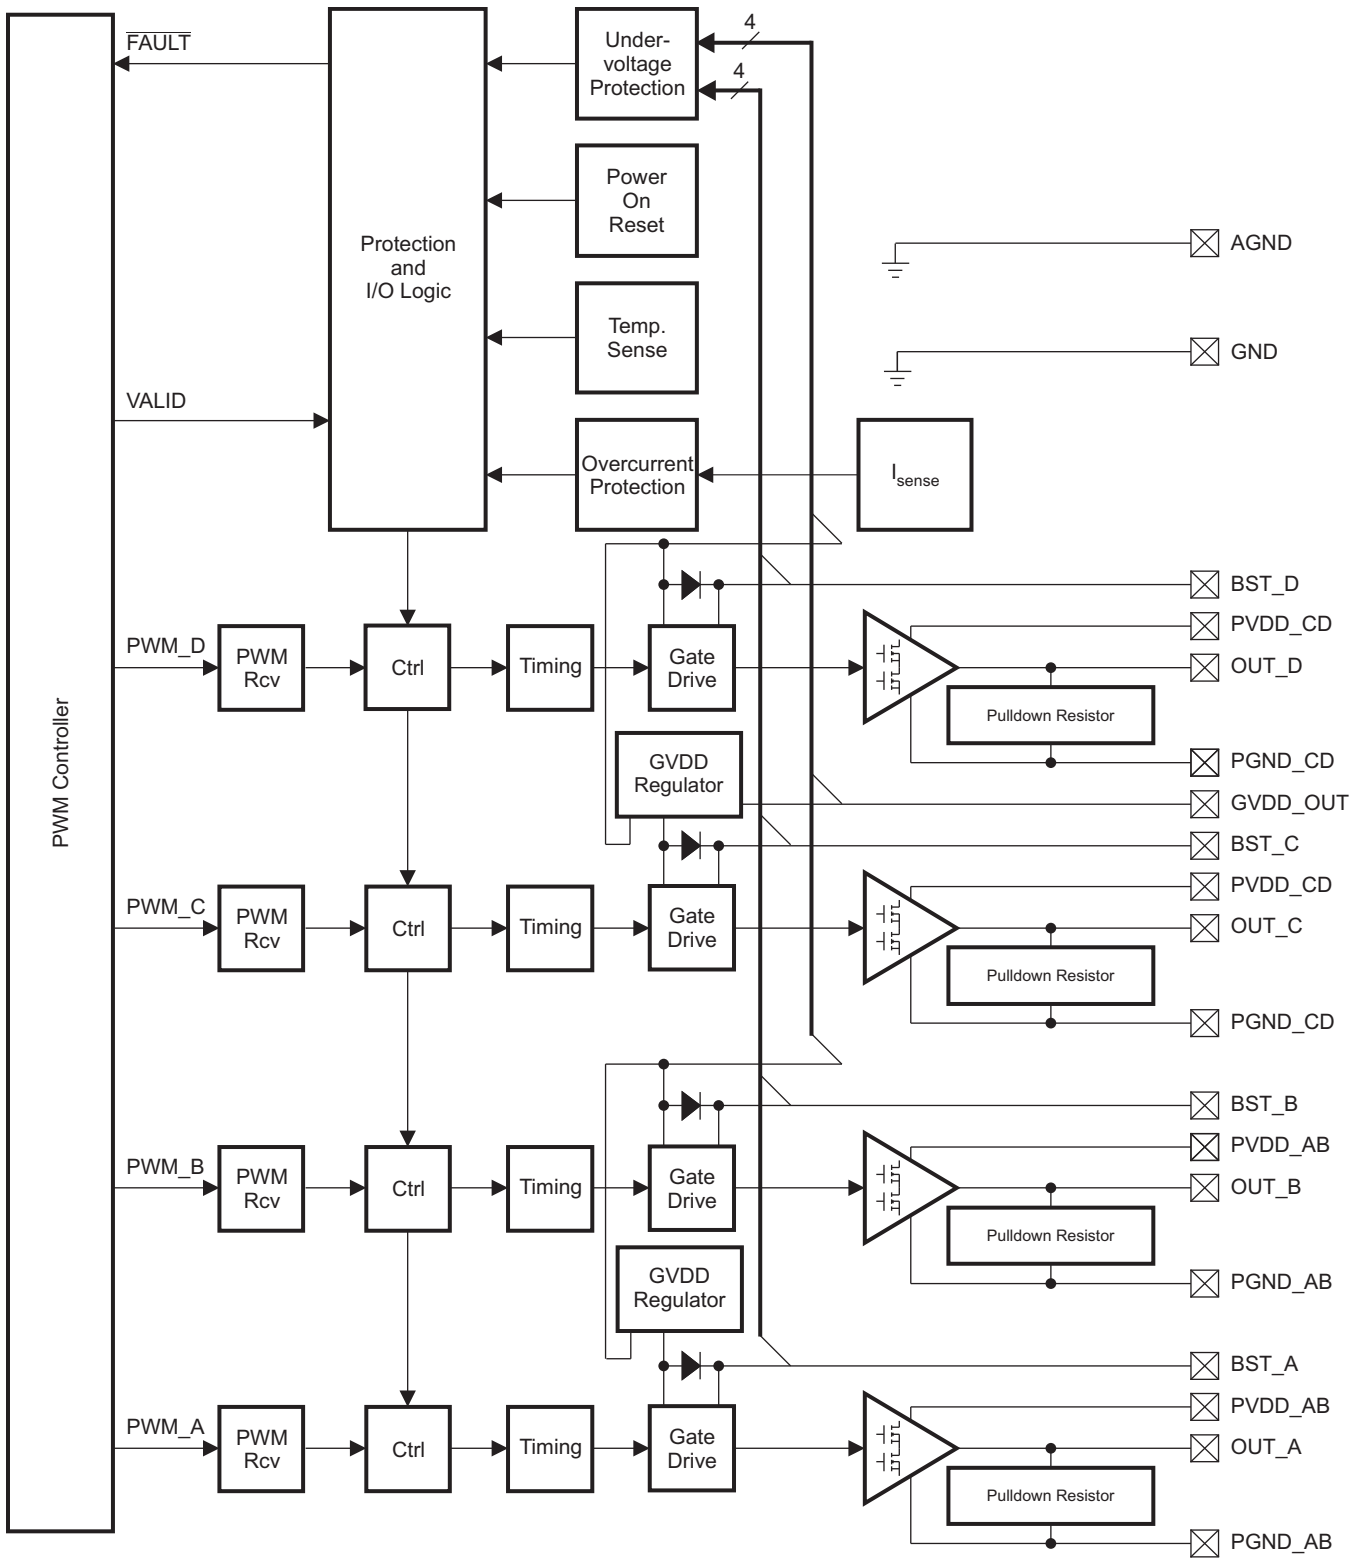 FAULT
4
Under-
voltage
Protection
4
Power
On
Reset
Protection
and
I/O Logic
AGND
Temp.
Sense
GND
VALID
Overcurrent
Protection
Isense
BST_D
PVDD_CD
PWM_D
PWM
Rcv
Ctrl
Timing
Gate
Drive
OUT_D
Pulldown Resistor
PWM Controller
GVDD
Regulator
PGND_CD
GVDD_OUT
BST_C
PVDD_CD
PWM_C
PWM
Rcv
Ctrl
Timing
Gate
Drive
OUT_C
Pulldown Resistor
PGND_CD
BST_B
PVDD_AB
PWM_B
PWM
Rcv
Ctrl
Timing
Gate
Drive
OUT_B
Pulldown Resistor
GVDD
Regulator
PGND_AB
BST_A
PVDD_AB
PWM_A
PWM
Rcv
Ctrl
Timing
Gate
Drive
OUT_A
Pulldown Resistor
PGND_AB